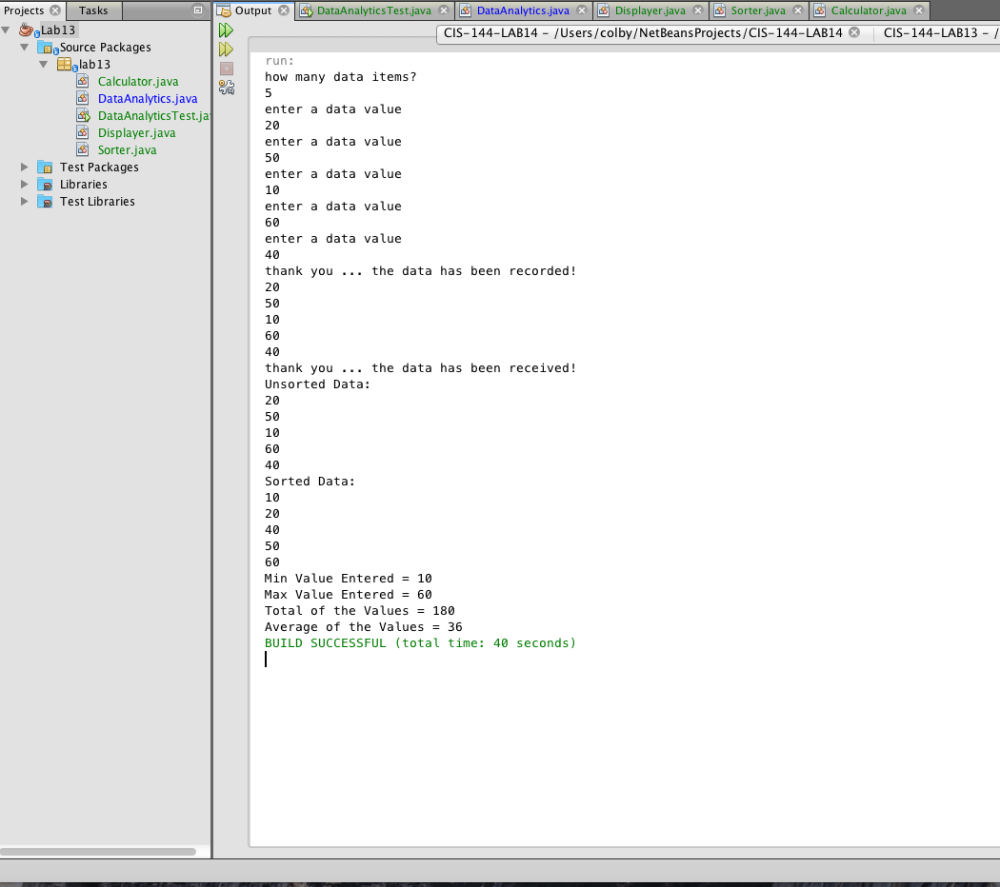 Projects
Tasks
Output
DataAnalyticsTest.java
DataAnalytics.java
Displayer.java
Sorter.java
Calculator.java
Lab13
Source Packages
lab13
Calculator.java
DataAnalytics.java
DataAnalyticsTest.ja
Displayer.java
Sorter.java
Test Packages
Libraries
Test Libraries
CIS-144-LAB14 – /Users/colby/NetBeansProjects/CIS-144-LAB14
CIS-144-LAB13 – /
run:
how many data items?
5
enter a data value
20
enter a data value
50
enter a data value
10
enter a data value
60
enter a data value
40
thank you ... the data has been recorded!
20
50
10
60
40
thank you ... the data has been received!
Unsorted Data:
20
50
10
60
40
Sorted Data:
10
20
40
50
60
Min Value Entered = 10
Max Value Entered = 60
Total of the Values = 180
Average of the Values = 36
BUILD SUCCESSFUL (total time: 40 seconds)